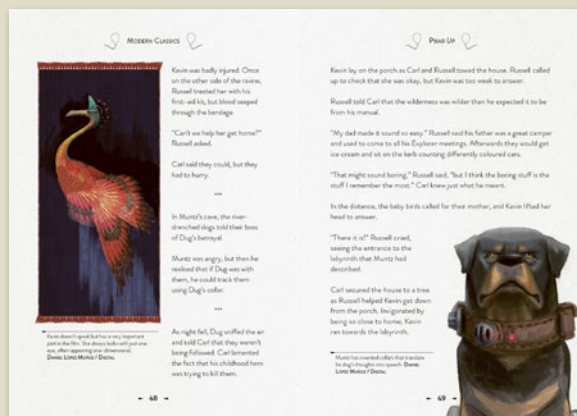 MODERN CLASSICS
Kevin was badly injured. Once
on the other side of the ravine,
Russell treated her with his
first-aid kit, but blood seeped
through the bandage.
"Can't we help her get home?"
Russell asked.
Carl said they could, but they
had to hurry.
***
In Muntz's cave, the river-
drenched dogs told their boss
of Dug's betrayal.
Muntz was angry, but then he
realised that if Dug was with
them, he could track them
using Dug's collar.
***
As night fell, Dug sniffed the air
and told Carl that they weren't
being followed. Carl lamented
the fact that his childhood hero
was trying to kill them.
Kevin doesn't speak but has a very important
part in the film. She always looks with just one
eye, often appearing one-dimensional.
DANIEL LÓPEZ MUÑOZ / DIGITAL
48
PIXAR UP
Kevin lay on the porch as Carl and Russell towed the house. Russell called
up to check that she was okay, but Kevin was too weak to answer.
Russell told Carl that the wilderness was wilder than he expected it to be
from his manual.
"My dad made it sound so easy." Russell said his father was a great camper
and used to come to all his Explorer meetings. Afterwards they would get
ice cream and sit on the kerb counting differently coloured cars.
"That might sound boring," Russell said, "but I think the boring stuff is the
stuff I remember the most." Carl knew just what he meant.
In the distance, the baby birds called for their mother, and Kevin lifted her
head to answer.
"There it is!" Russell cried,
seeing the entrance to the
labyrinth that Muntz had
described.
Carl secured the house to a tree
as Russell helped Kevin get down
from the porch. Invigorated by
being so close to home, Kevin
ran towards the labyrinth.
Muntz has invented collars that translate
his dog's thoughts into speech. DANIEL
LÓPEZ MUÑOZ / DIGITAL
49